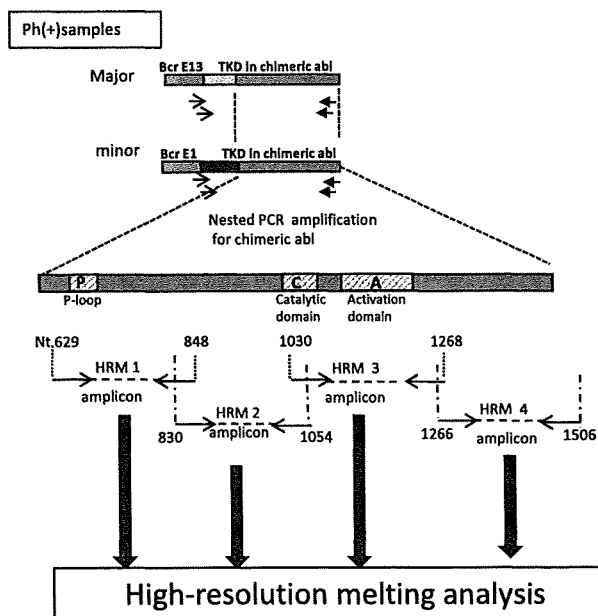 Ph(+)samples
Bcr E13 TKD in chimeric abl
Major
Bcr E1 TKD in chimeric abl
minor
Nested PCR amplification
for chimeric abl
P C A
P-loop Catalytic domain Activation domain
Nt.629 848 1030 1268
HRM 1 HRM 3
amplicon amplicon
HRM 2 HRM 4
830 amplicon 1054 1266 amplicon 1506
High-resolution melting analysis